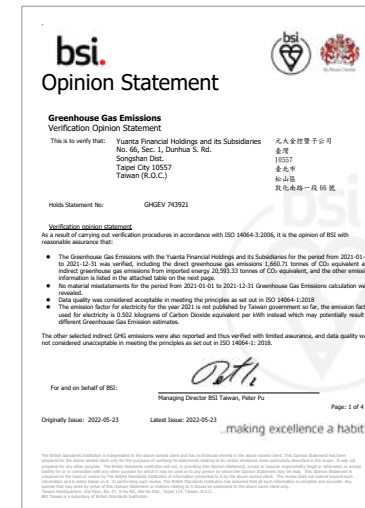 bsi.
bsi
Opinion Statement
Greenhouse Gas Emissions
Verification Opinion Statement
This is to verify that: Yuanta Financial Holdings and its Subsidiaries
No. 66, Sec. 1, Dunhua S. Rd.
Songshan Dist.
Taipei City 10557
Taiwan (R.O.C.)
元大金控暨子公司
臺灣
10557
臺北市
松山區
敦化南路一段 66 號
Holds Statement No: GHGEV 743921
Verification opinion statement
As a result of carrying out verification procedures in accordance with ISO 14064-3:2006, it is the opinion of BSI with
reasonable assurance that:
● The Greenhouse Gas Emissions with the Yuanta Financial Holdings and its Subsidiaries for the period from 2021-01-
to 2021-12-31 was verified, including the direct greenhouse gas emissions 1,660.71 tonnes of CO₂ equivalent a
indirect greenhouse gas emissions from imported energy 20,593.33 tonnes of CO₂ equivalent, and the other emissi
information is listed in the attached table on the next page.
● No material misstatements for the period from 2021-01-01 to 2021-12-31 Greenhouse Gas Emissions calculation we
revealed.
● Data quality was considered acceptable in meeting the principles as set out in ISO 14064-1:2018
● The emission factor for electricity for the year 2021 is not published by Taiwan government so far, the emission fact
used for electricity is 0.502 kilograms of Carbon Dioxide equivalent per kWh instead which may potentially result
different Greenhouse Gas Emission estimates.
The other selected indirect GHG emissions were also reported and thus verified with limited assurance, and data quality wa
not considered unacceptable in meeting the principles as set out in ISO 14064-1: 2018.
For and on behalf of BSI:
Managing Director BSI Taiwan, Peter Pu
Page: 1 of 4
Originally Issue: 2022-05-23 Latest Issue: 2022-05-23
...making excellence a habit